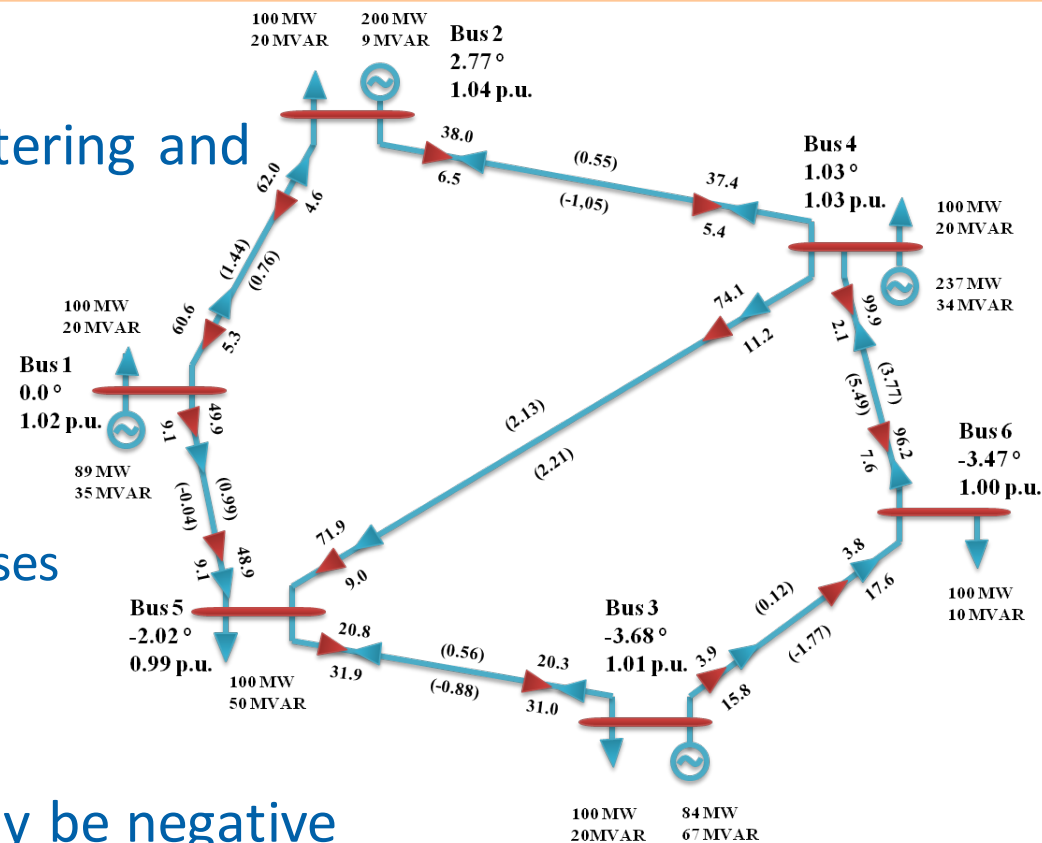 100 MW
20 MVAR
200 MW
9 MVAR
Bus 2
2.77 °
1.04 p.u.
tering and
38.0
6.5
(0.55)
(-1,05)
37.4
5.4
Bus 4
1.03 °
1.03 p.u.
100 MW
20 MVAR
237 MW
34 MVAR
62.0
4.6
(1.44)
(0.76)
60.6
5.3
100 MW
20 MVAR
Bus 1
0.0 °
1.02 p.u.
89 MW
35 MVAR
74.1
11.2
99.9
2.1
(3.77)
(5.49)
96.2
7.6
Bus 6
-3.47 °
1.00 p.u.
100 MW
10 MVAR
49.9
9.1
(0.99)
(-0.04)
48.9
9.1
(2.13)
(2.21)
71.9
9.0
ses
Bus 5
-2.02 °
0.99 p.u.
100 MW
50 MVAR
20.8
31.9
(0.56)
(-0.88)
20.3
31.0
Bus 3
-3.68 °
1.01 p.u.
3.9
15.8
(0.12)
(-1.77)
3.8
17.6
100 MW
20MVAR
84 MW
67 MVAR
y be negative